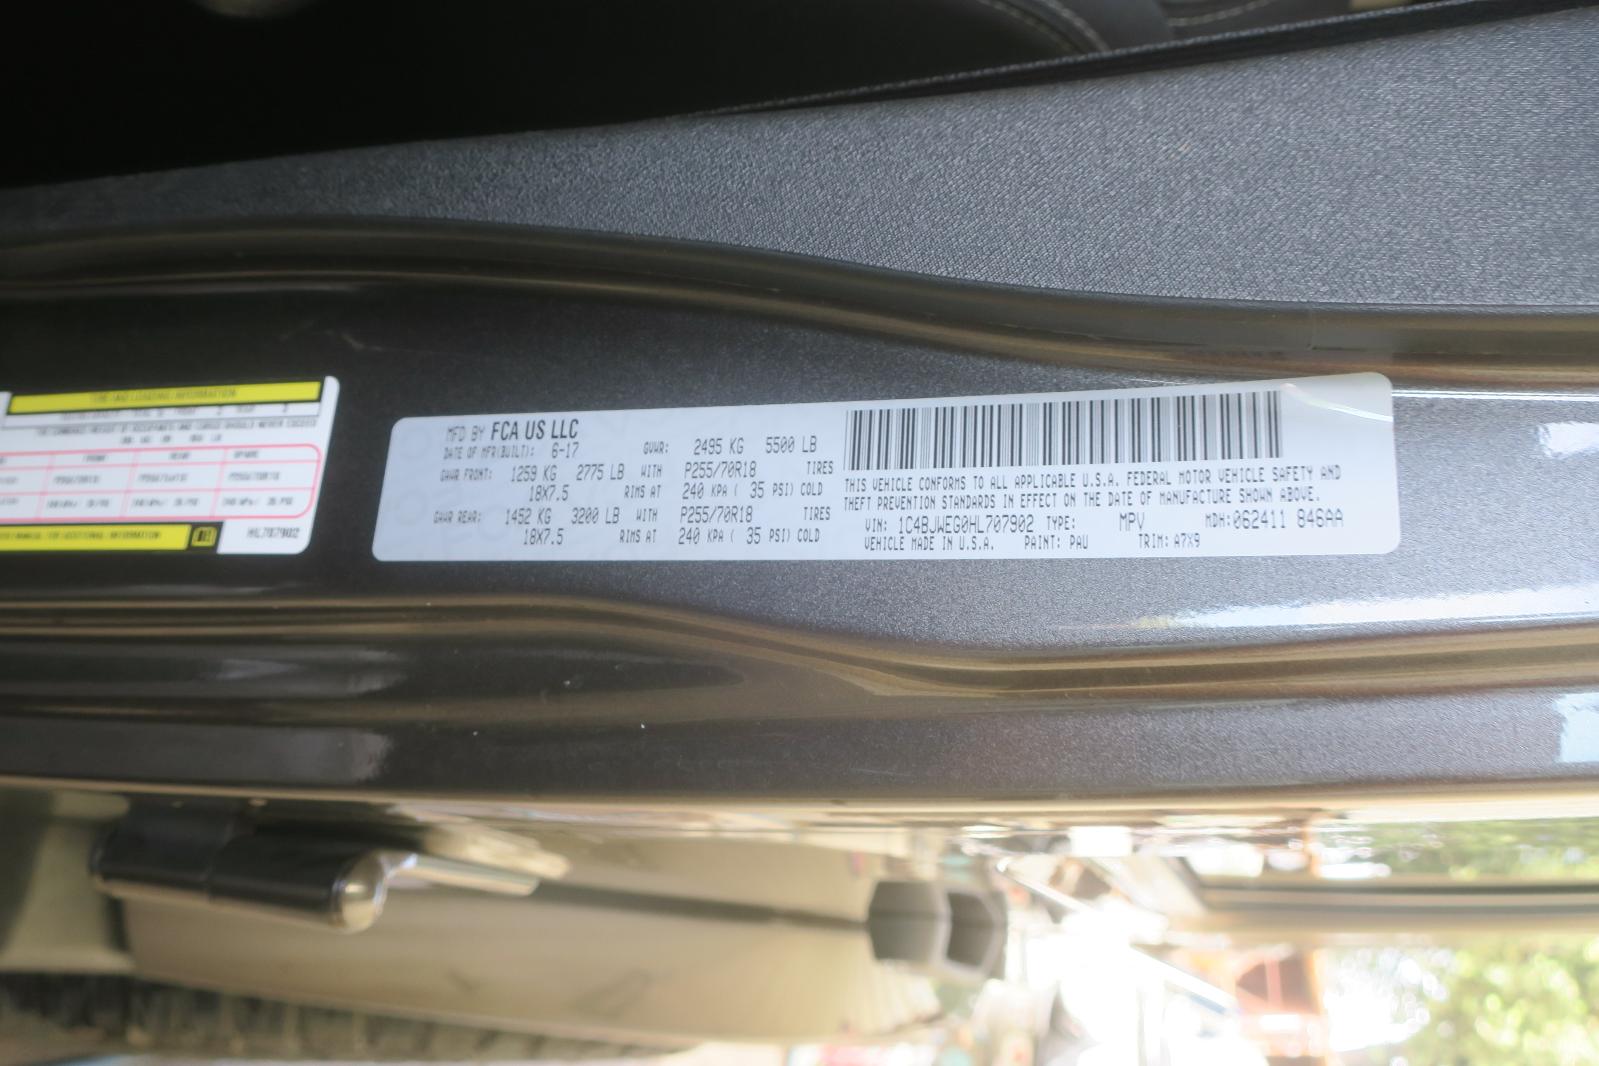 TIRE AND LOADING INFORMATION
HL707902
MFD BY FCA US LLC
DATE OF MFR(BUILT): 6-17 GVWR: 2495 KG 5500 LB
GAWR FRONT: 1259 KG 2775 LB WITH P255/70R18 TIRES
18X7.5 RIMS AT 240 KPA ( 35 PSI) COLD
GAWR REAR: 1452 KG 3200 LB WITH P255/70R18 TIRES
18X7.5 RIMS AT 240 KPA ( 35 PSI) COLD
THIS VEHICLE CONFORMS TO ALL APPLICABLE U.S.A. FEDERAL MOTOR VEHICLE SAFETY AND
THEFT PREVENTION STANDARDS IN EFFECT ON THE DATE OF MANUFACTURE SHOWN ABOVE.
VIN: 1C4BJWEG0HL707902 TYPE: MPV MDH:062411 846AA
VEHICLE MADE IN U.S.A. PAINT: PAU TRIM: A7X9